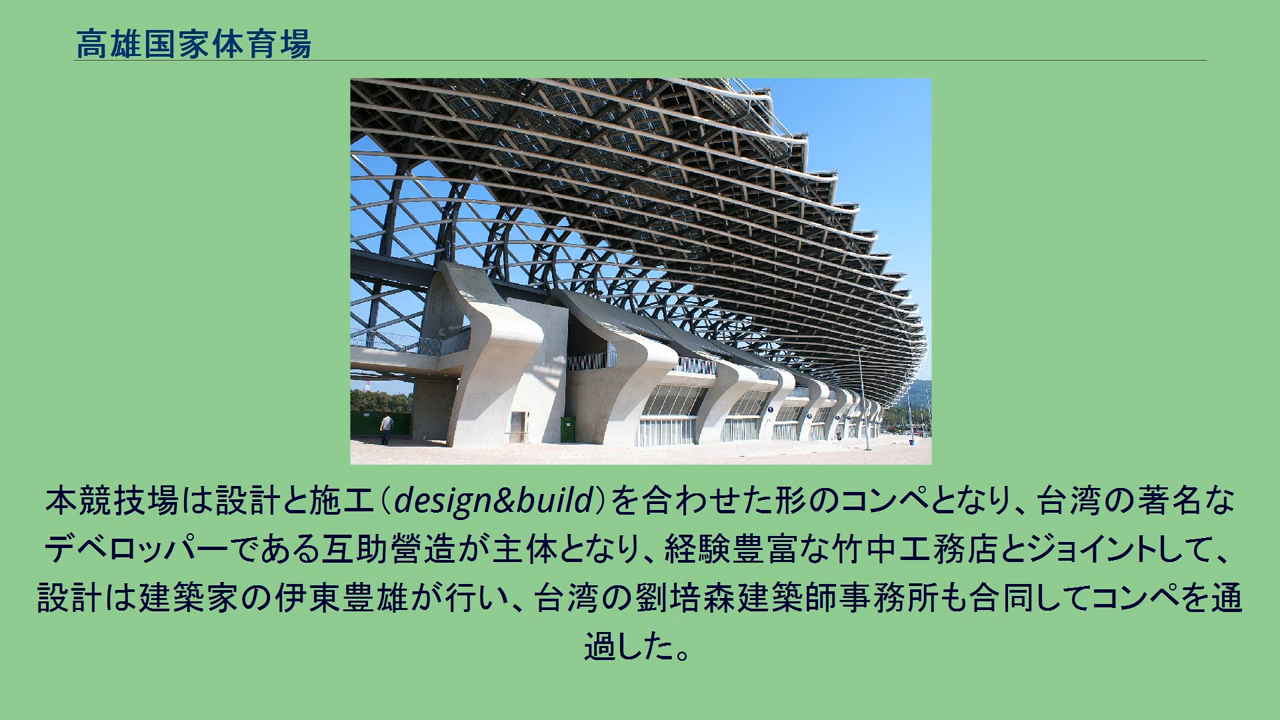 高雄国家体育場
本競技場は設計と施工（design&build）を合わせた形のコンペとなり、台湾の著名な
デベロッパーである互助營造が主体となり、経験豊富な竹中工務店とジョイントして、
設計は建築家の伊東豊雄が行い、台湾の劉培森建築師事務所も合同してコンペを通
過した。